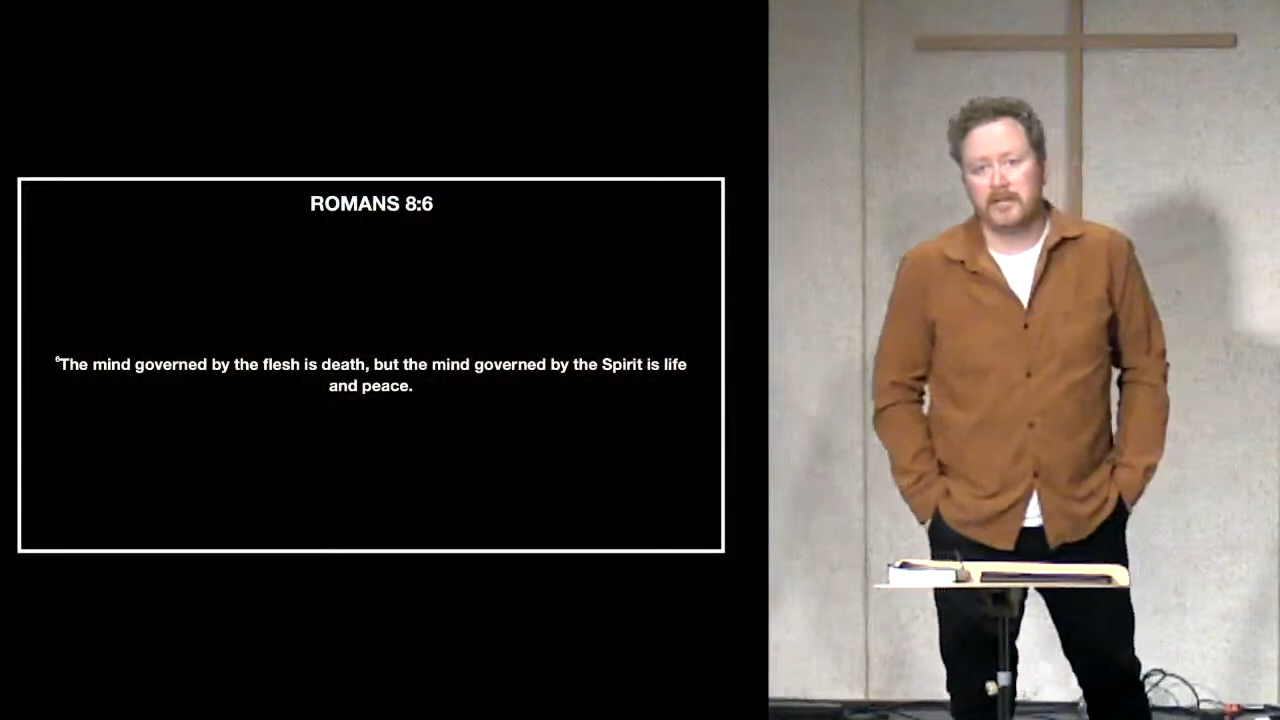 ROMANS 8:6
⁶The mind governed by the flesh is death, but the mind governed by the Spirit is life
and peace.